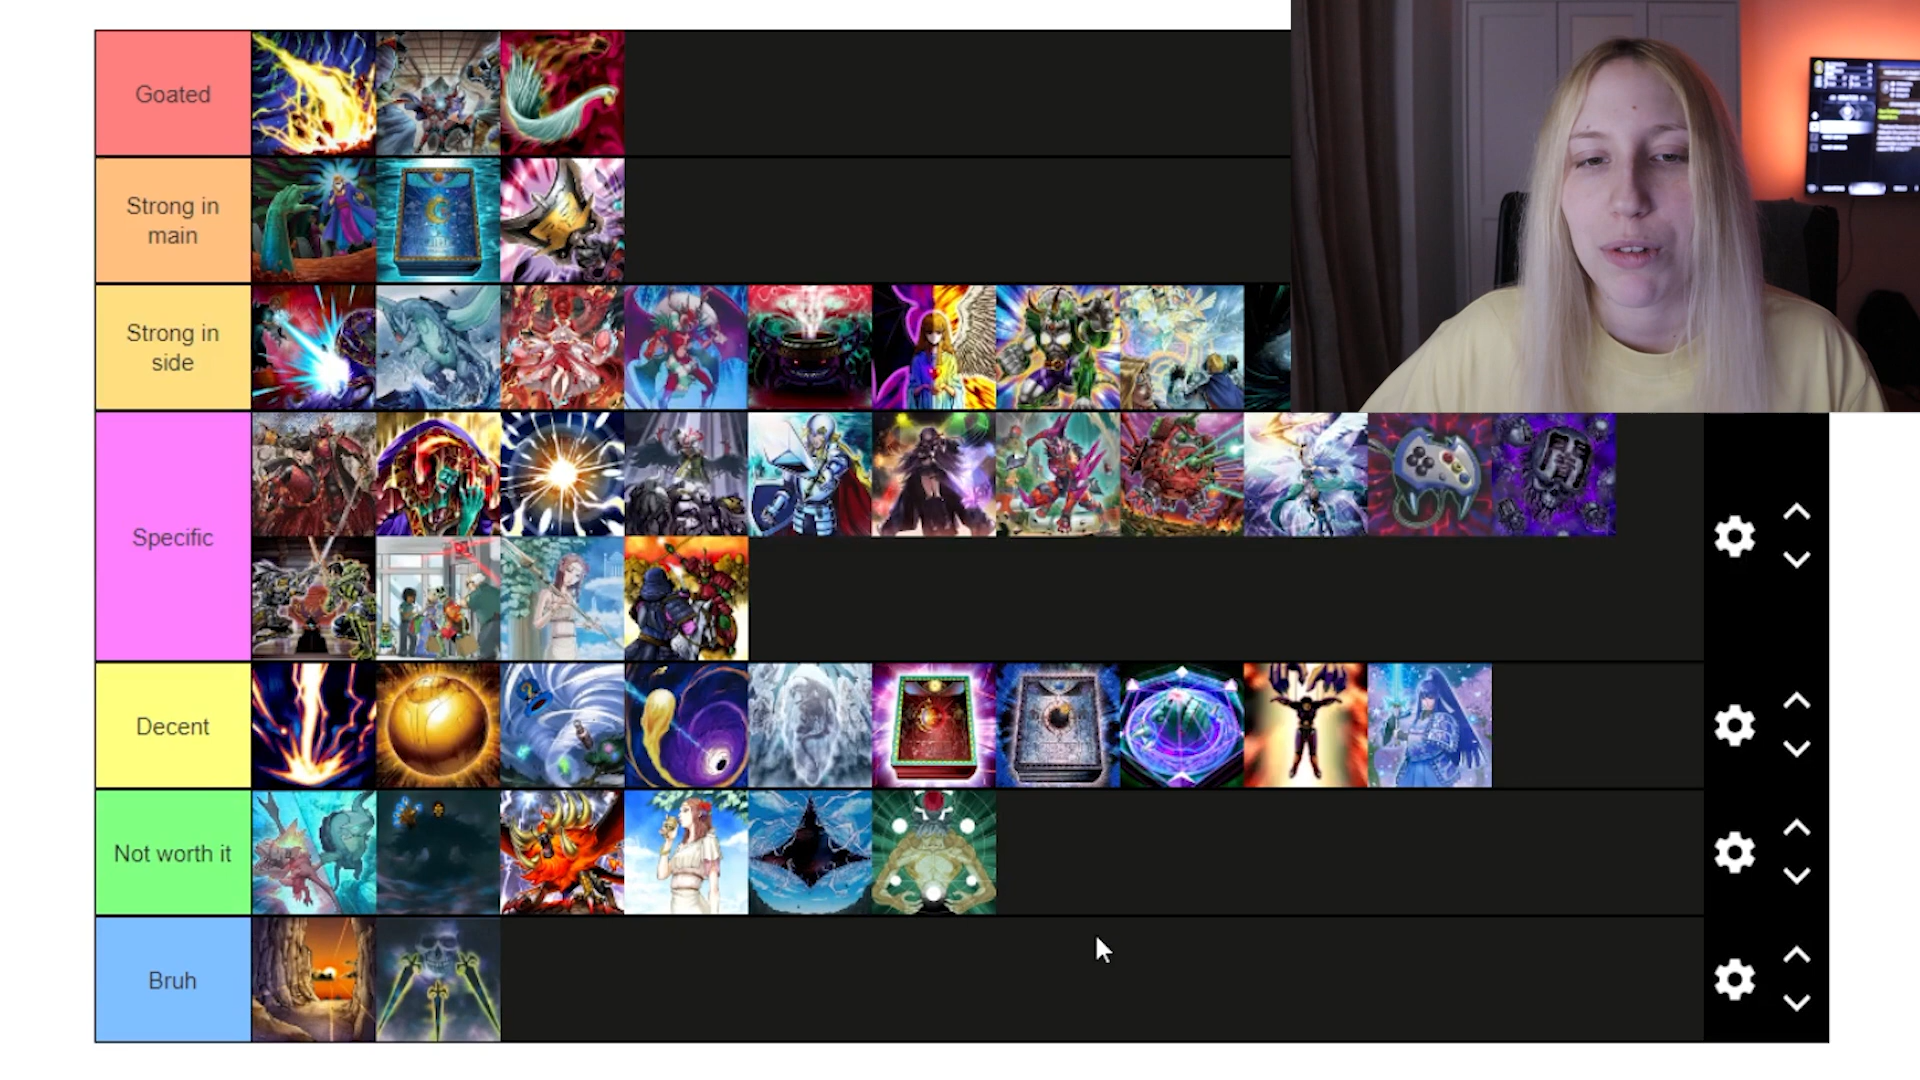 Goated
Strong in
main
Strong in
side
Specific
Decent
Not worth it
Bruh